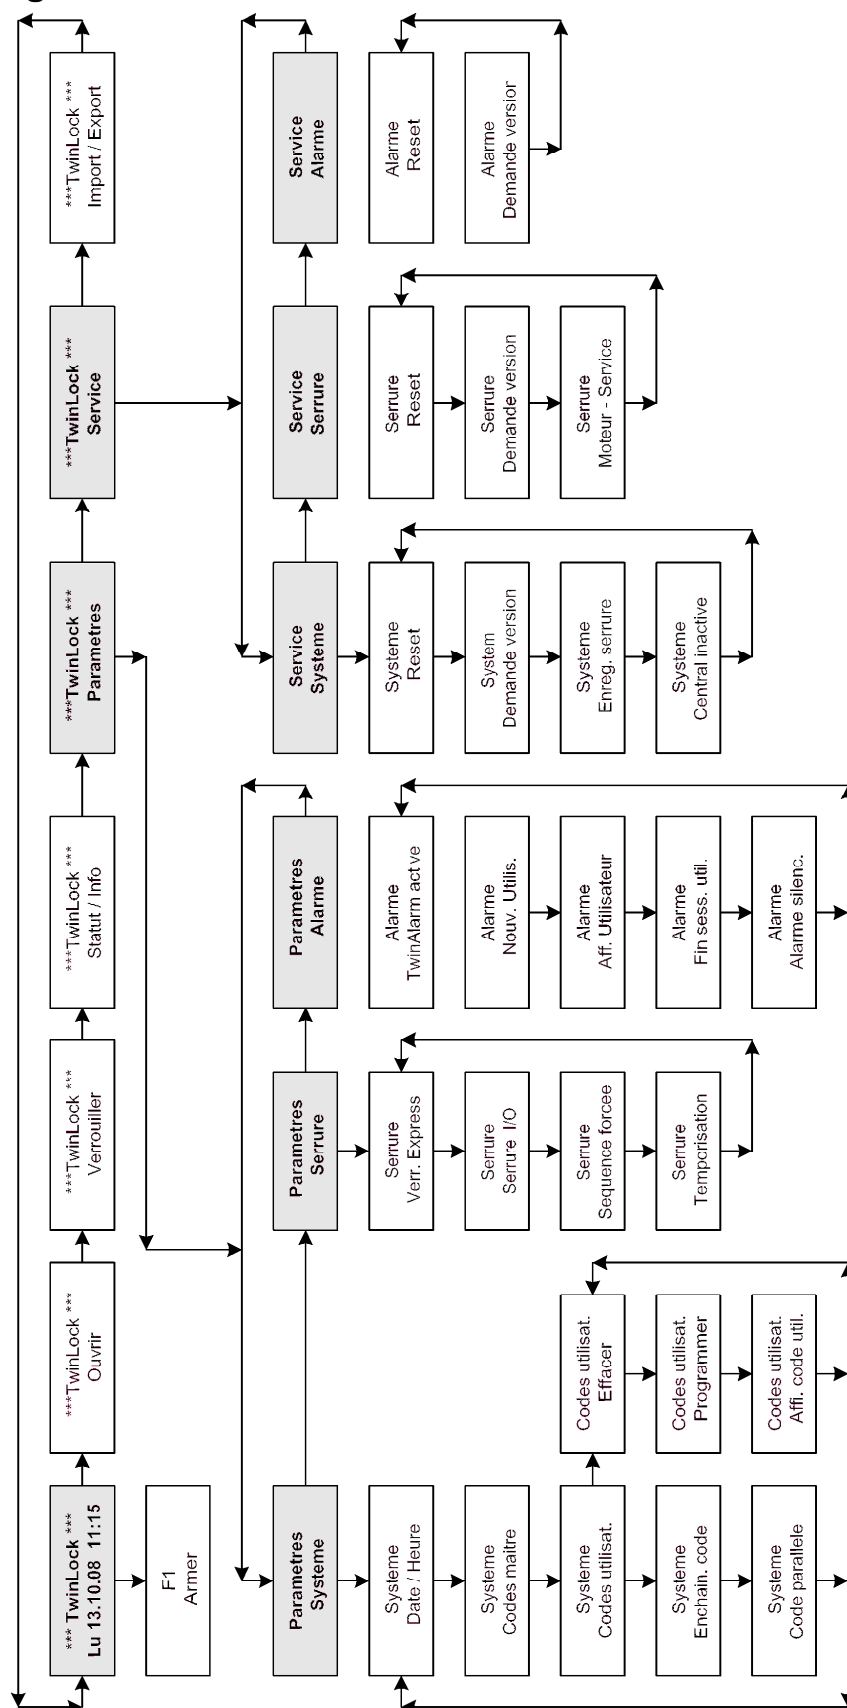 *** TwinLock ***
Lu 13.10.08 11:15
***TwinLock ***
Ouvrir
***TwinLock ***
Verrouiller
***TwinLock ***
Statut / Info
***TwinLock ***
Parametres
***TwinLock ***
Service
***TwinLock ***
Import / Export
F1
Armer
Parametres
Systeme
Parametres
Serrure
Parametres
Alarme
Service
Systeme
Service
Serrure
Service
Alarme
Systeme
Date / Heure
Serrure
Verr. Express
Alarme
TwinAlarm actve
Systeme
Reset
Serrure
Reset
Alarme
Reset
Systeme
Codes maitre
Serrure
Serrure I/O
Alarme
Nouv. Utilis.
System
Demande version
Serrure
Demande version
Alarme
Demande version
Systeme
Codes utilisat.
Codes utilisat.
Effacer
Serrure
Sequence forcee
Alarme
Aff. Utilisateur
Systeme
Enreg. serrure
Serrure
Moteur - Service
Systeme
Enchain. code
Codes utilisat.
Programmer
Serrure
Tempcrisation
Alarme
Fin sess. util.
Systeme
Central inactive
Systeme
Code parallele
Codes utilisat.
Affi. code util.
Alarme
Alarme silenc.